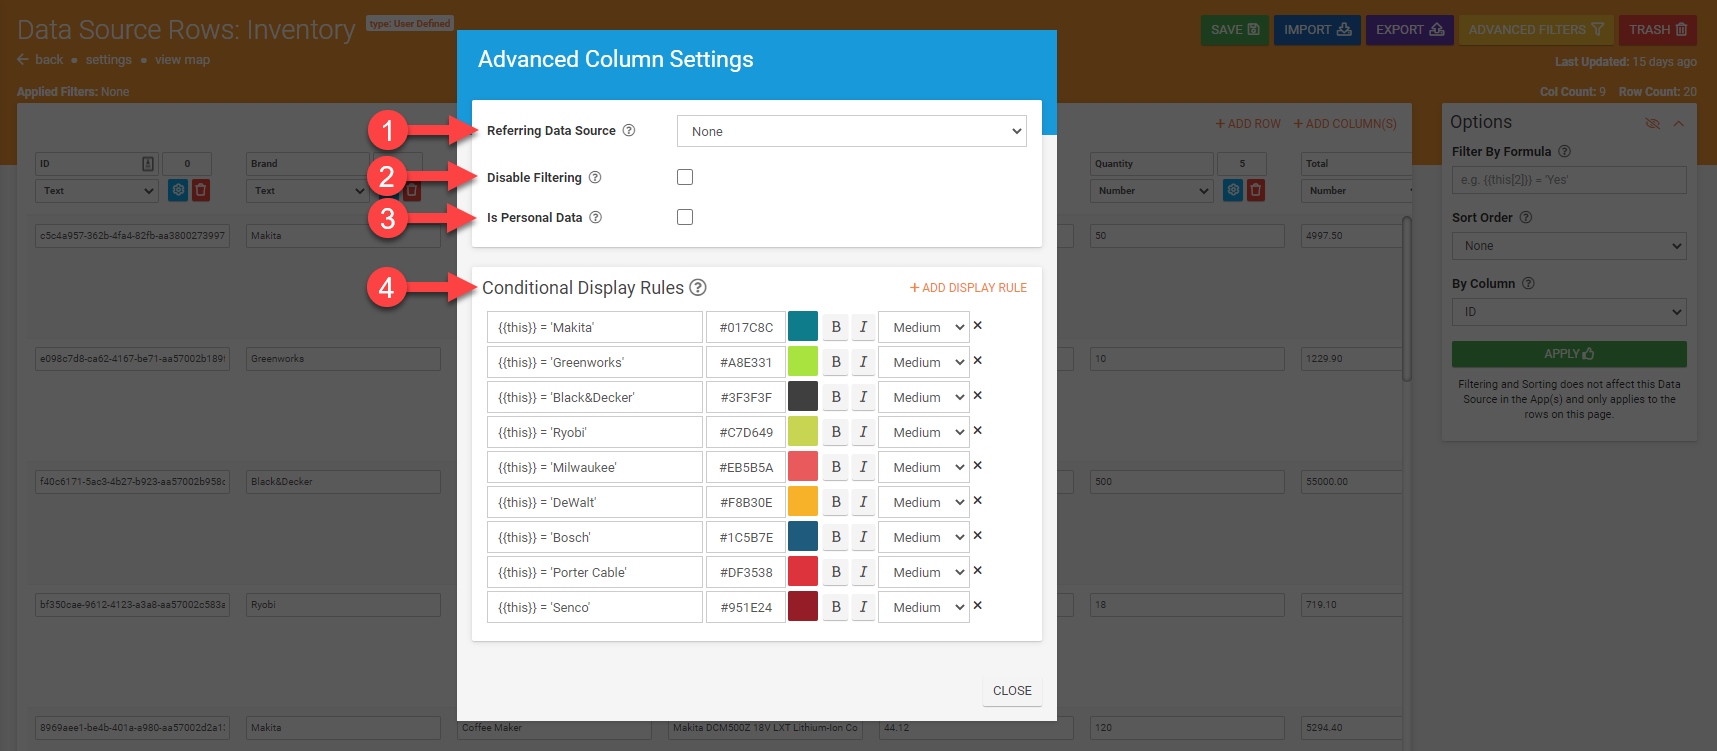 Data Source Rows: Inventory
type: User Defined
SAVE
IMPORT
EXPORT
ADVANCED FILTERS
TRASH
back
settings
view map
Last Updated: 15 days ago
Applied Filters: None
Col Count: 9 Row Count: 20
Advanced Column Settings
1
Referring Data Source
None
2
Disable Filtering
3
Is Personal Data
4
Conditional Display Rules
+ ADD DISPLAY RULE
{{this}} = 'Makita' #017C8C B I Medium ×
{{this}} = 'Greenworks' #A8E331 B I Medium ×
{{this}} = 'Black&Decker' #3F3F3F B I Medium ×
{{this}} = 'Ryobi' #C7D649 B I Medium ×
{{this}} = 'Milwaukee' #EB5B5A B I Medium ×
{{this}} = 'DeWalt' #F8B30E B I Medium ×
{{this}} = 'Bosch' #1C5B7E B I Medium ×
{{this}} = 'Porter Cable' #DF3538 B I Medium ×
{{this}} = 'Senco' #951E24 B I Medium ×
CLOSE
+ ADD ROW + ADD COLUMN(S)
ID 0 Brand Quantity 5 Total
Text Text Number Number
c5c4a957-362b-4fa4-82fb-aa3800273997 Makita 50 4997.50
e098c7d8-ca62-4167-be71-aa57002b189 Greenworks 10 1229.90
f40c6171-5ac3-4b27-b923-aa57002b958c Black&Decker 500 55000.00
bf350cae-9612-4123-a3a8-aa57002c583a Ryobi 18 719.10
8969aee1-be4b-401a-a980-aa57002d2a1 Makita Coffee Maker Makita DCM500Z 18V LXT Lithium-Ion Co 44.12 120 5294.40
Options
Filter By Formula
e.g. {{this[2]}} = 'Yes'
Sort Order
None
By Column
ID
APPLY
Filtering and Sorting does not affect this Data
Source in the App(s) and only applies to the
rows on this page.